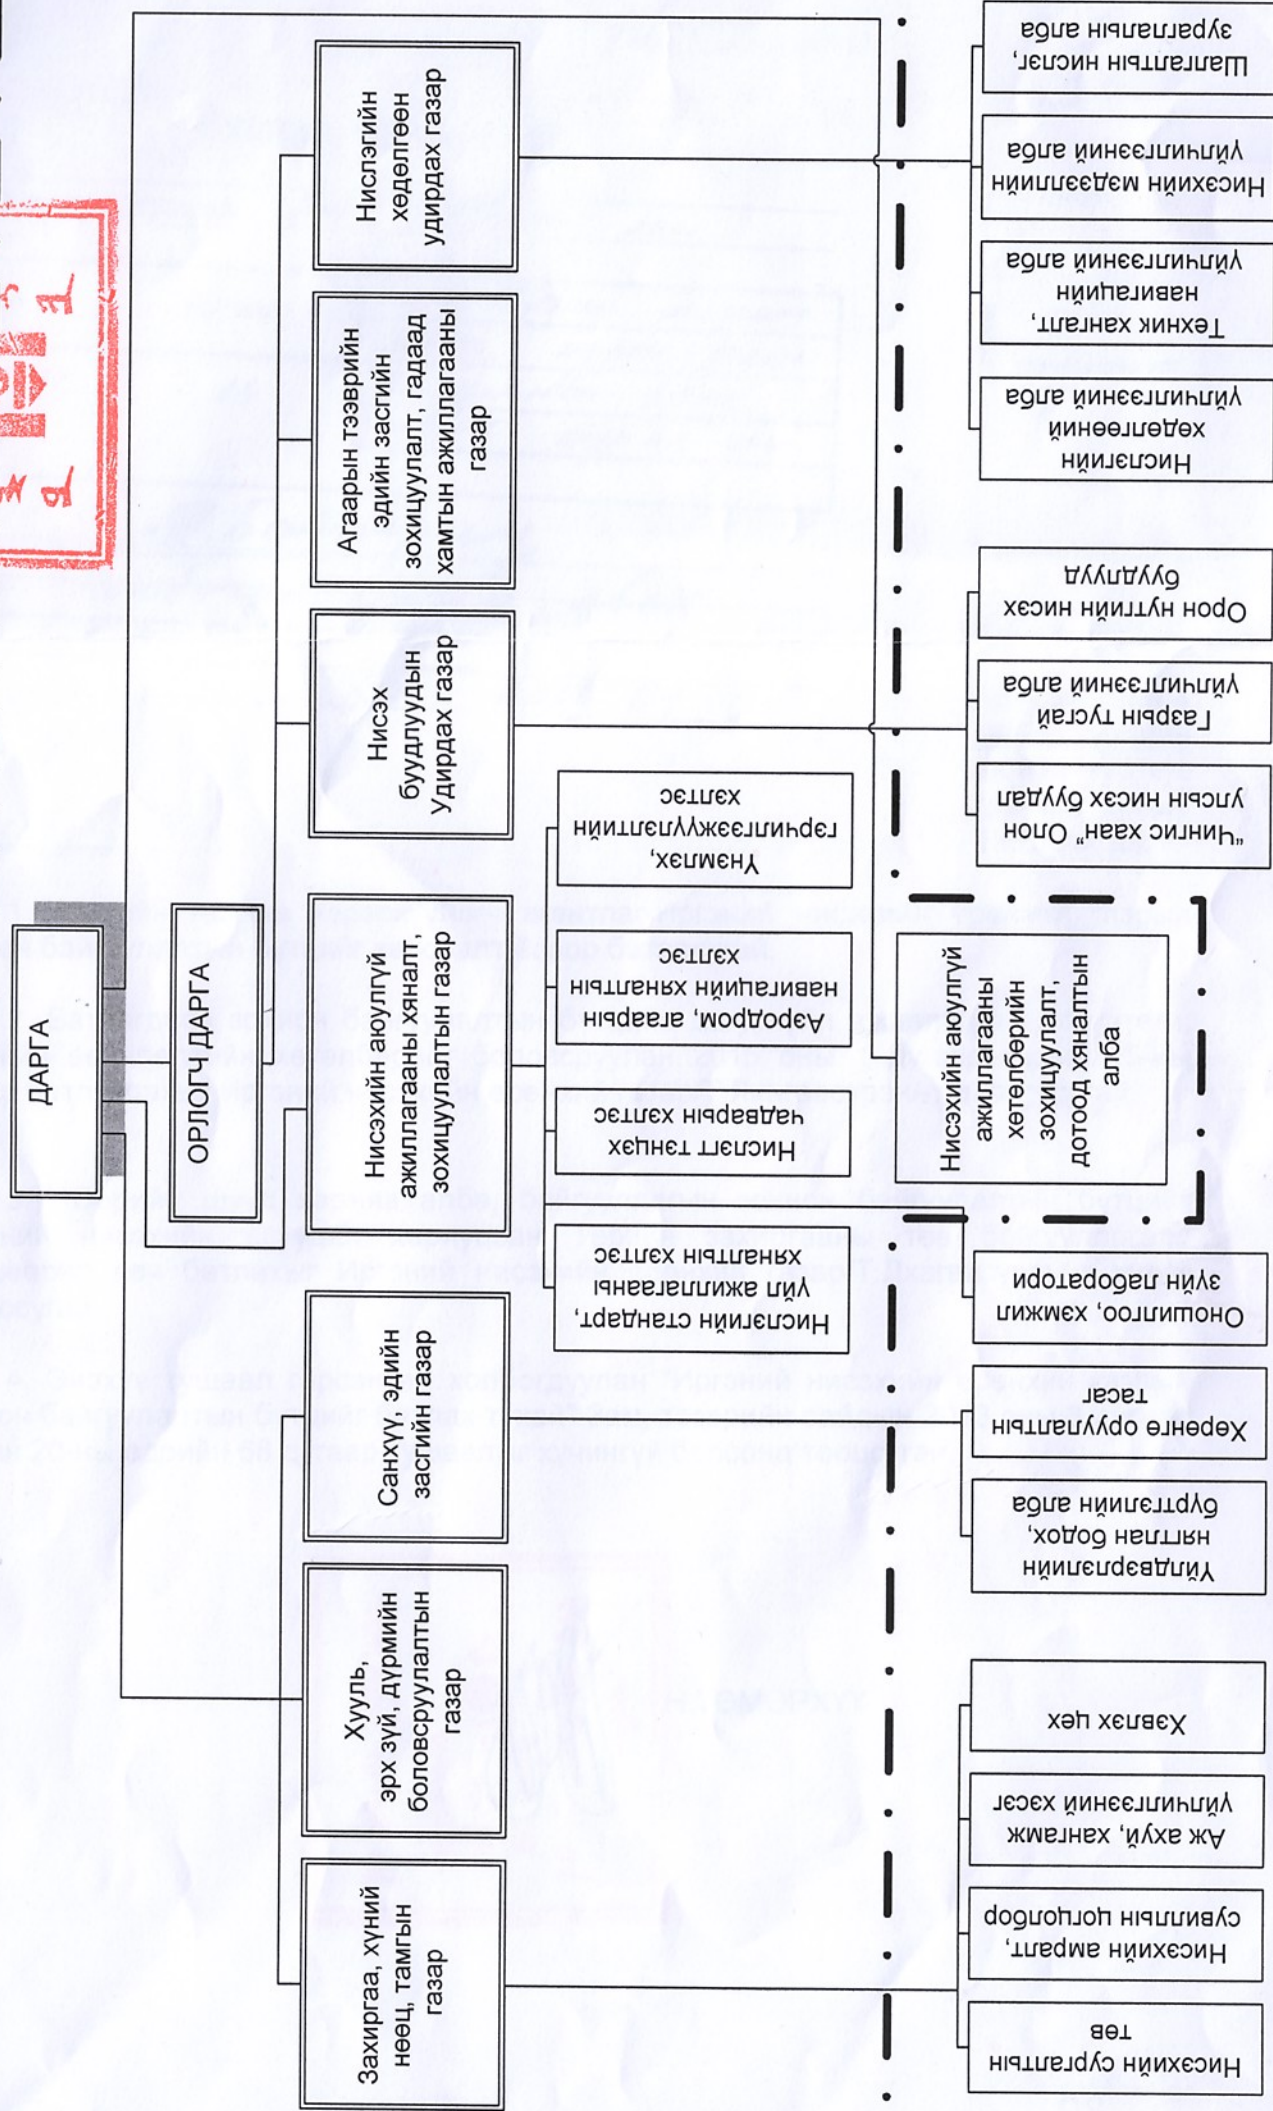 ДАРГА
ОРЛОГЧ ДАРГА
Захиргаа, хүний
нөөц, тамгын
газар
Хууль,
эрх зүй, дүрмийн
боловсруулалтын
газар
Санхүү, эдийн
засгийн газар
Нисэхийн аюулгүй
ажиллагааны хяналт,
зохицуулалтын газар
Нисэх
буудлуудын
Удирдах газар
Агаарын тээврийн
эдийн засгийн
зохицуулалт, гадаад
хамтын ажиллагааны
газар
Нислэгийн
хөдөлгөөн
удирдах газар
Нислэгийн стандарт,
үйл ажиллагааны
хяналтын хэлтэс
Нислэгт тэнцэх
чадварын хэлтэс
Аэродром, агаарын
навигацийн хяналтын
хэлтэс
Үнэмлэх,
гэрчилгээжүүлэлтийн
хэлтэс
Нисэхийн аюулгүй
ажиллагааны
хөтөлбөрийн
зохицуулалт,
дотоод хяналтын
алба
Нисэхийн сургалтын
төв
Нисэхийн амралт,
сувиллын цогцолбор
Аж ахуй, хангамж
үйлчилгээний хэсэг
Хэвлэх цех
Үйлдвэрлэлийн
нягтлан бодох,
бүртгэлийн алба
Хөрөнгө оруулалтын
тасаг
Оношилгоо, хэмжил
зүйн лаборатори
"Чингис хаан" Олон
улсын нисэх буудал
Газрын тусгай
үйлчилгээний алба
Орон нутгийн нисэх
буудлууд
Нислэгийн
хөдөлгөөний
үйлчилгээний алба
Техник хангалт,
навигацийн
үйлчилгээний алба
Нисэхийн мэдээллийн
үйлчилгээний алба
Шалгалтын нислэг,
зураглалын алба